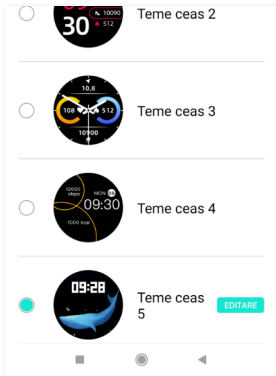 10090
30
512
Teme ceas 2
10.8
108
512
10900
Teme ceas 3
12000
steps
MON
09:30
1000 kcal
Teme ceas 4
09:28
Teme ceas
5
EDITARE